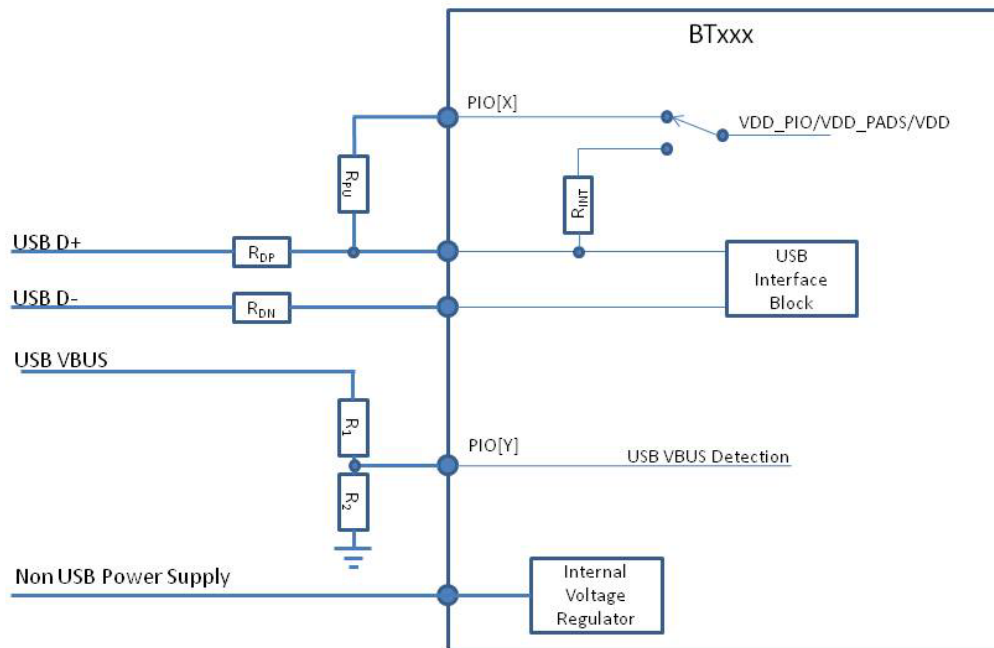 BTxxx
PIO[X]
VDD_PIO/VDD_PADS/VDD
RPU
RINT
USB D+
RDP
USB
Interface
Block
USB D-
RDN
USB VBUS
R1
PIO[Y]
USB VBUS Detection
R2
Non USB Power Supply
Internal
Voltage
Regulator